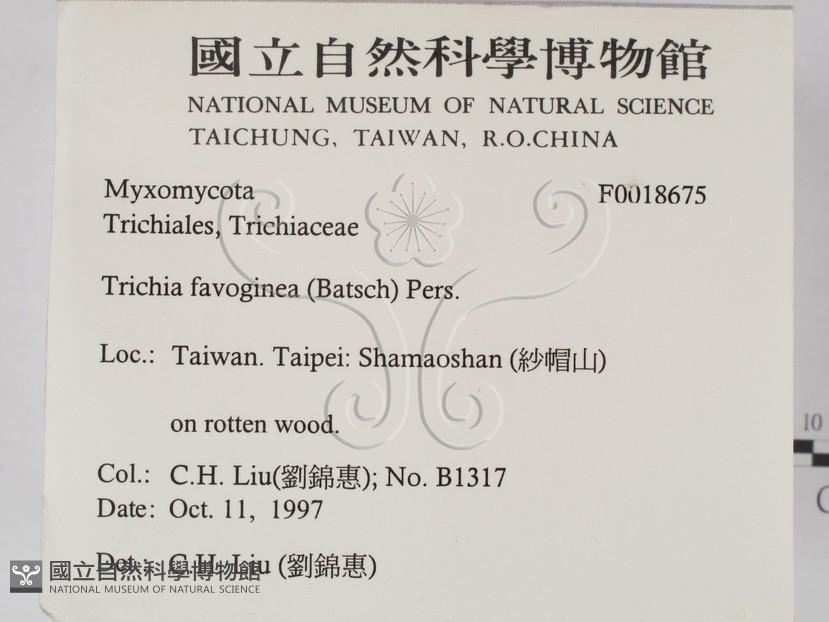 國立自然科學博物館
NATIONAL MUSEUM OF NATURAL SCIENCE
TAICHUNG, TAIWAN, R.O.CHINA
Myxomycota F0018675
Trichiales, Trichiaceae
Trichia favoginea (Batsch) Pers.
Loc.: Taiwan. Taipei: Shamaoshan (紗帽山)
on rotten wood.
Col.: C.H. Liu(劉錦惠); No. B1317
Date: Oct. 11, 1997
Det.: C.H. Liu (劉錦惠)
國立自然科學博物館
NATIONAL MUSEUM OF NATURAL SCIENCE
10